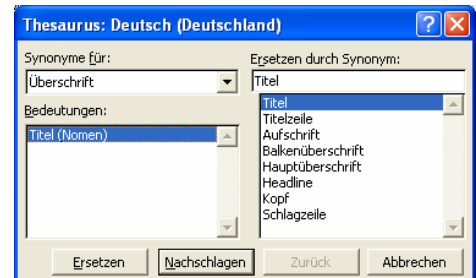 Thesaurus: Deutsch (Deutschland)
Synonyme für:
Überschrift
Bedeutungen:
Titel (Nomen)
Ersetzen durch Synonym:
Titel
Titel
Titelzeile
Aufschrift
Balkenüberschrift
Hauptüberschrift
Headline
Kopf
Schlagzeile
Ersetzen Nachschlagen Zurück Abbrechen